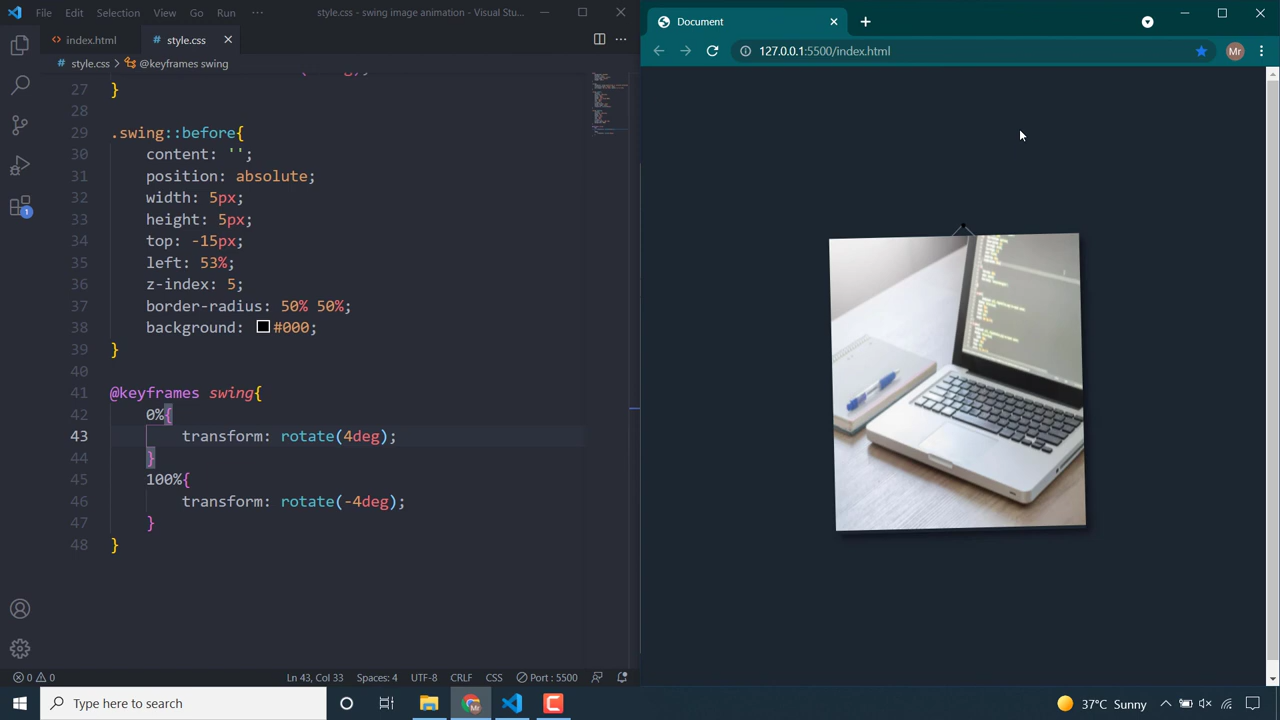 File Edit Selection View Go Run ··· style.css - swing image animation - Visual Stu...
index.html style.css
style.css > @keyframes swing
27 }
28
29 .swing::before{
30 content: '';
31 position: absolute;
32 width: 5px;
33 height: 5px;
34 top: -15px;
35 left: 53%;
36 z-index: 5;
37 border-radius: 50% 50%;
38 background: #000;
39 }
40
41 @keyframes swing{
42 0%{
43 transform: rotate(4deg);
44 }
45 100%{
46 transform: rotate(-4deg);
47 }
48 }
1
0 0 Ln 43, Col 33 Spaces: 4 UTF-8 CRLF CSS Port : 5500
Document
127.0.0.1:5500/index.html
Mr
Type here to search
Mr
37°C Sunny